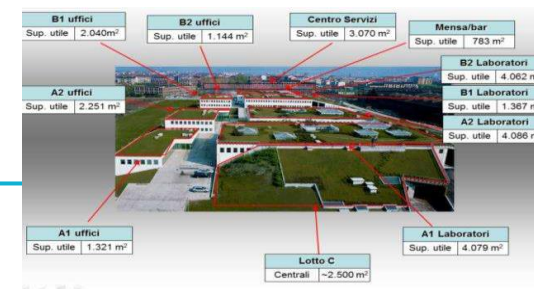 B1 uffici
Sup. utile 2.040m²
B2 uffici
Sup. utile 1.144 m²
Centro Servizi
Sup. utile 3.070 m²
Mensa/bar
Sup. utile 783 m²
B2 Laboratori
Sup. utile 4.062 m²
B1 Laboratori
Sup. utile 1.367 m²
A2 Laboratori
Sup. utile 4.086 m²
A2 uffici
Sup. utile 2.251 m²
A1 uffici
Sup. utile 1.321 m²
Lotto C
Centrali ~2.500 m²
A1 Laboratori
Sup. utile 4.079 m²